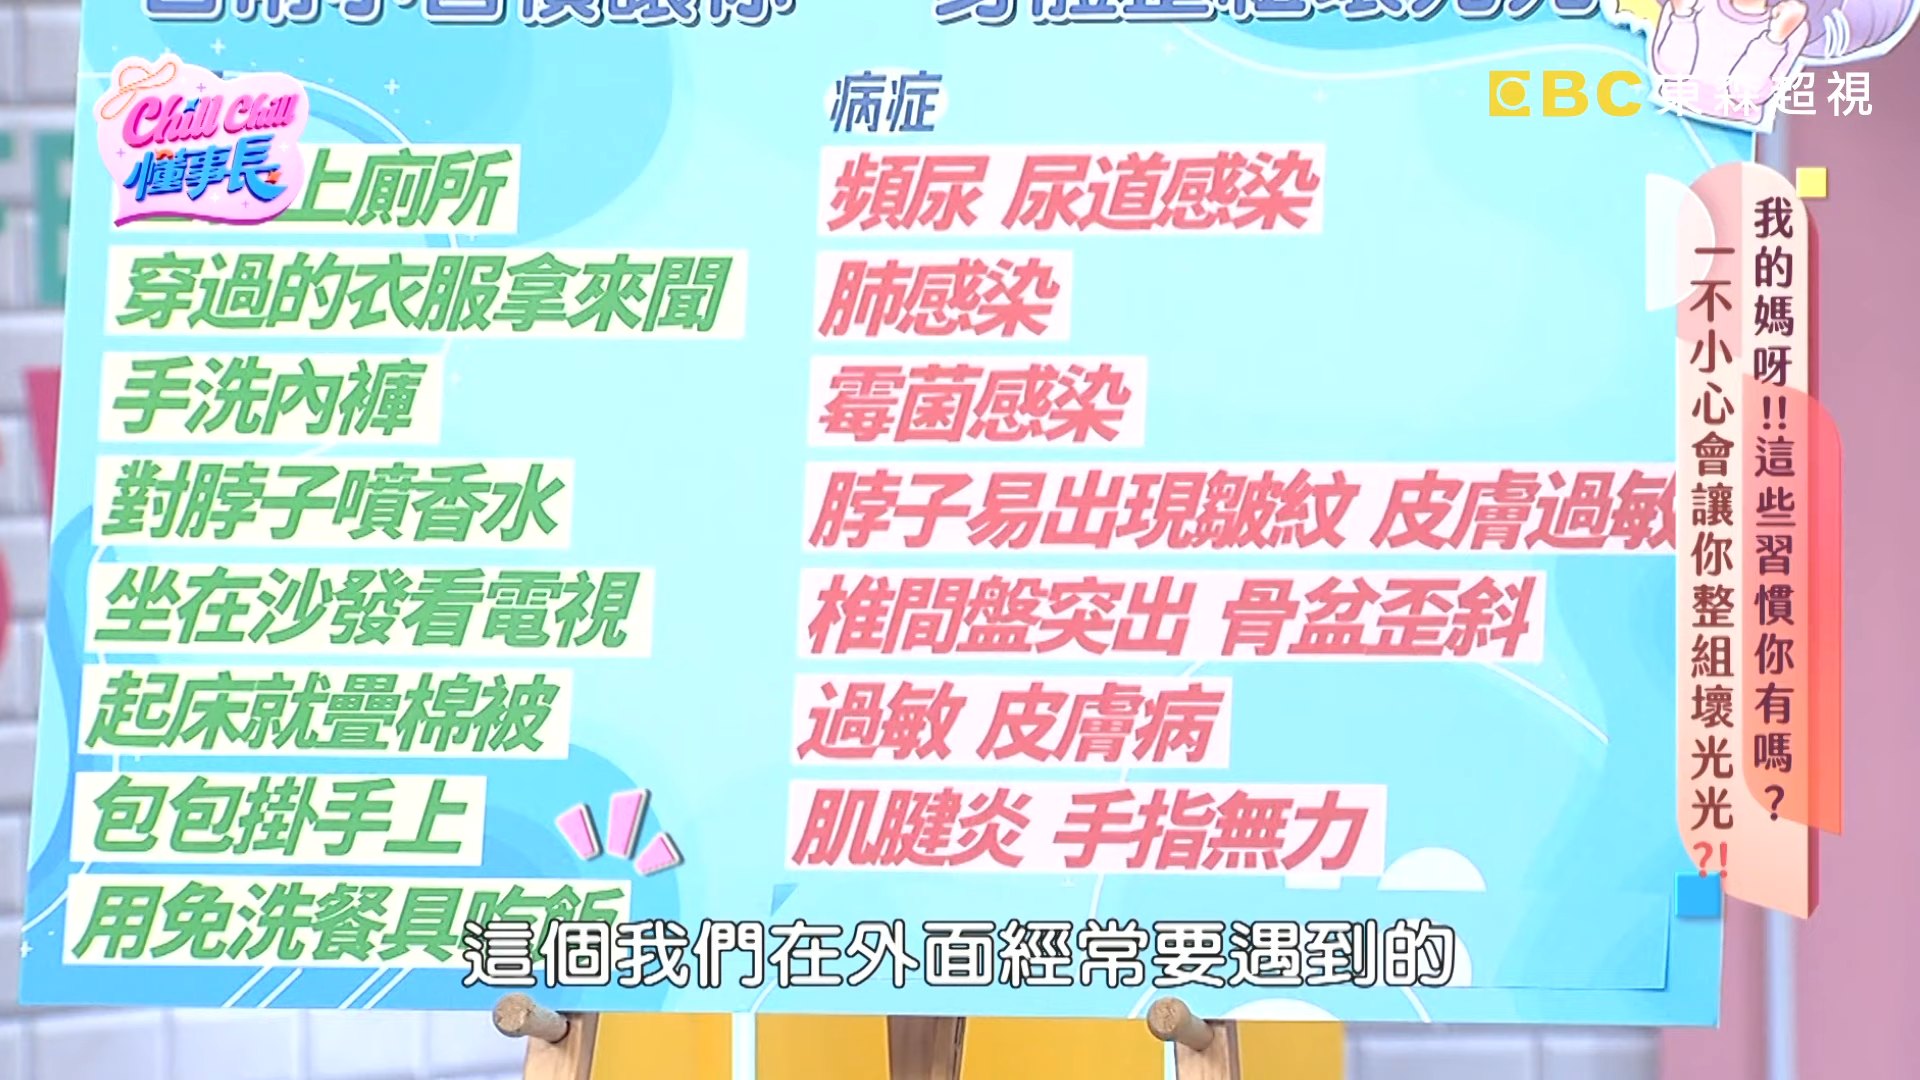 Chill Chill
懂事長
EBC 東森超視
病症
上廁所
頻尿 尿道感染
穿過的衣服拿來聞
肺感染
手洗內褲
霉菌感染
對脖子噴香水
脖子易出現皺紋 皮膚過敏
坐在沙發看電視
椎間盤突出 骨盆歪斜
起床就疊棉被
過敏 皮膚病
包包掛手上
肌腱炎 手指無力
用免洗餐具吃飯
我的媽呀!!這些習慣你有嗎?
一不小心會讓你整組壞光光?!
這個我們在外面經常要遇到的